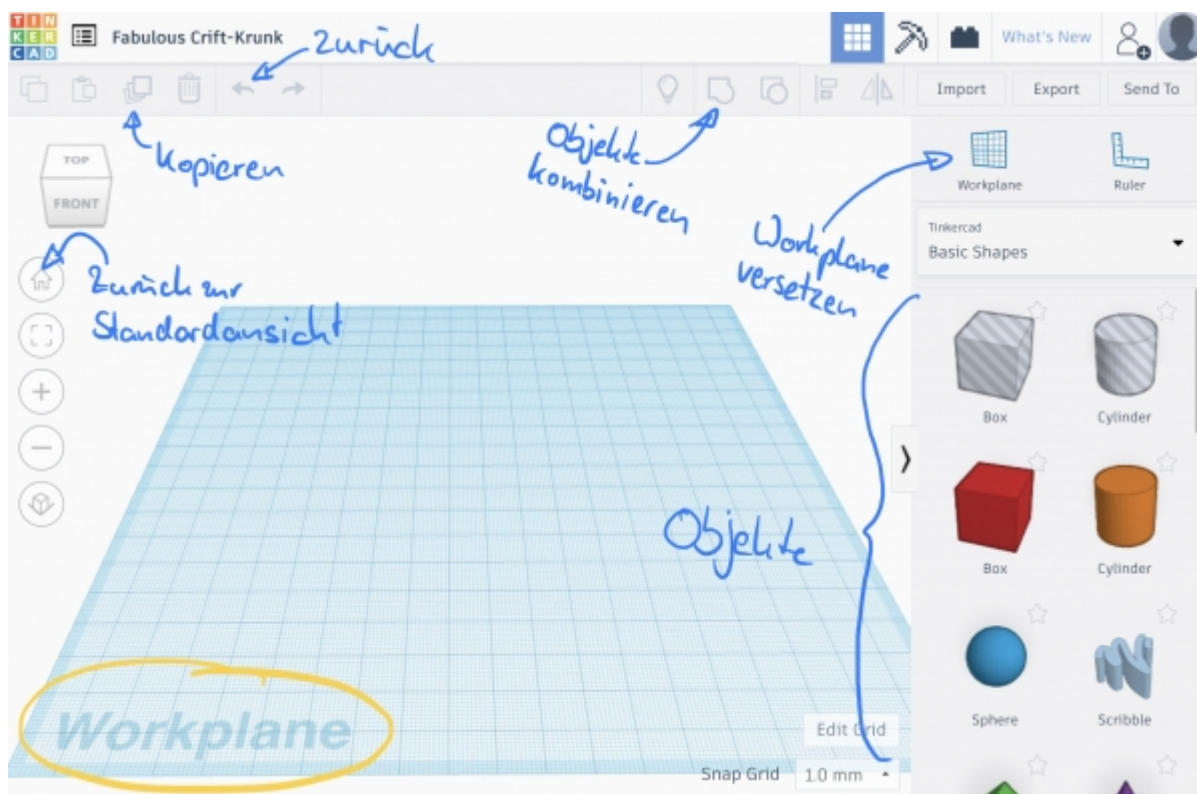 TIN
KER
CAD
Fabulous Crift-Krunk
zurück
What's New
Import
Export
Send To
TOP
FRONT
Kopieren
Objekte
kombinieren
Workplane
Ruler
Workplane
versetzen
Tinkercad
Basic Shapes
Zurück zur
Standardansicht
Box
Cylinder
Box
Cylinder
Objekte
Sphere
Scribble
Workplane
Edit Grid
Snap Grid
1.0 mm